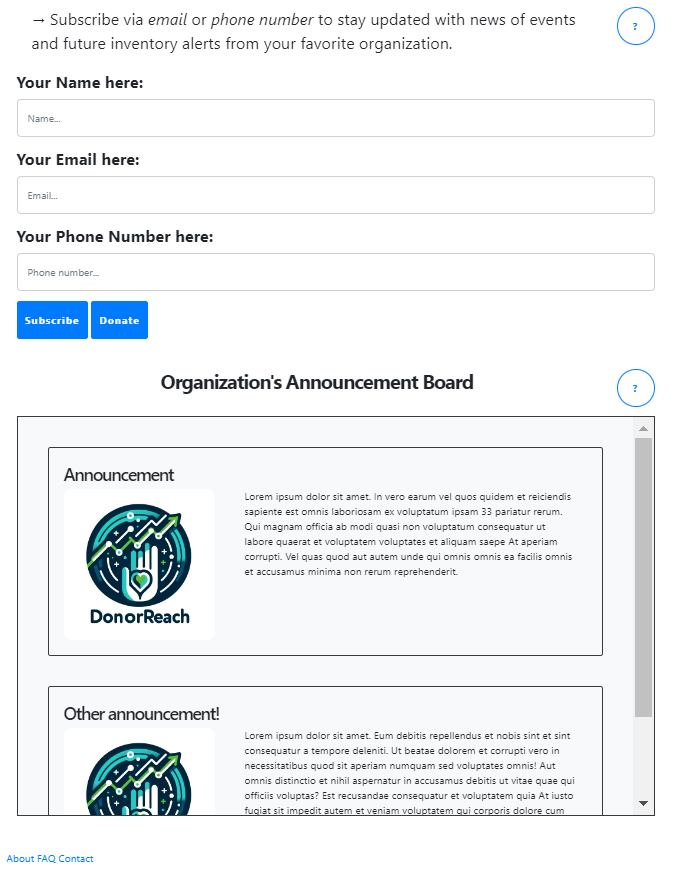 → Subscribe via email or phone number to stay updated with news of events
and future inventory alerts from your favorite organization.
?
Your Name here:
Name...
Your Email here:
Email...
Your Phone Number here:
Phone number...
Subscribe Donate
Organization's Announcement Board
?
Announcement
DonorReach
Lorem ipsum dolor sit amet. In vero earum vel quos quidem et reiciendis
sapiente est omnis laboriosam ex voluptatum ipsam 33 pariatur rerum.
Qui magnam officia ab modi quasi non voluptatum consequatur ut
labore quaerat et voluptatem voluptates et aliquam saepe At aperiam
corrupti. Vel quas quod aut autem unde qui omnis omnis ea facilis omnis
et accusamus minima non rerum reprehenderit.
Other announcement!
Lorem ipsum dolor sit amet. Eum debitis repellendus et nobis sint et sint
consequatur a tempore deleniti. Ut beatae dolorem et corrupti vero in
necessitatibus quod sit aperiam numquam sed voluptates omnis! Aut
omnis distinctio et nihil aspernatur in accusamus debitis ut vitae quae qui
officiis voluptas? Est recusandae consequatur et voluptatem quia At iusto
fugiat sit impedit autem et veniam voluptatem qui corporis dolore cum
About FAQ Contact